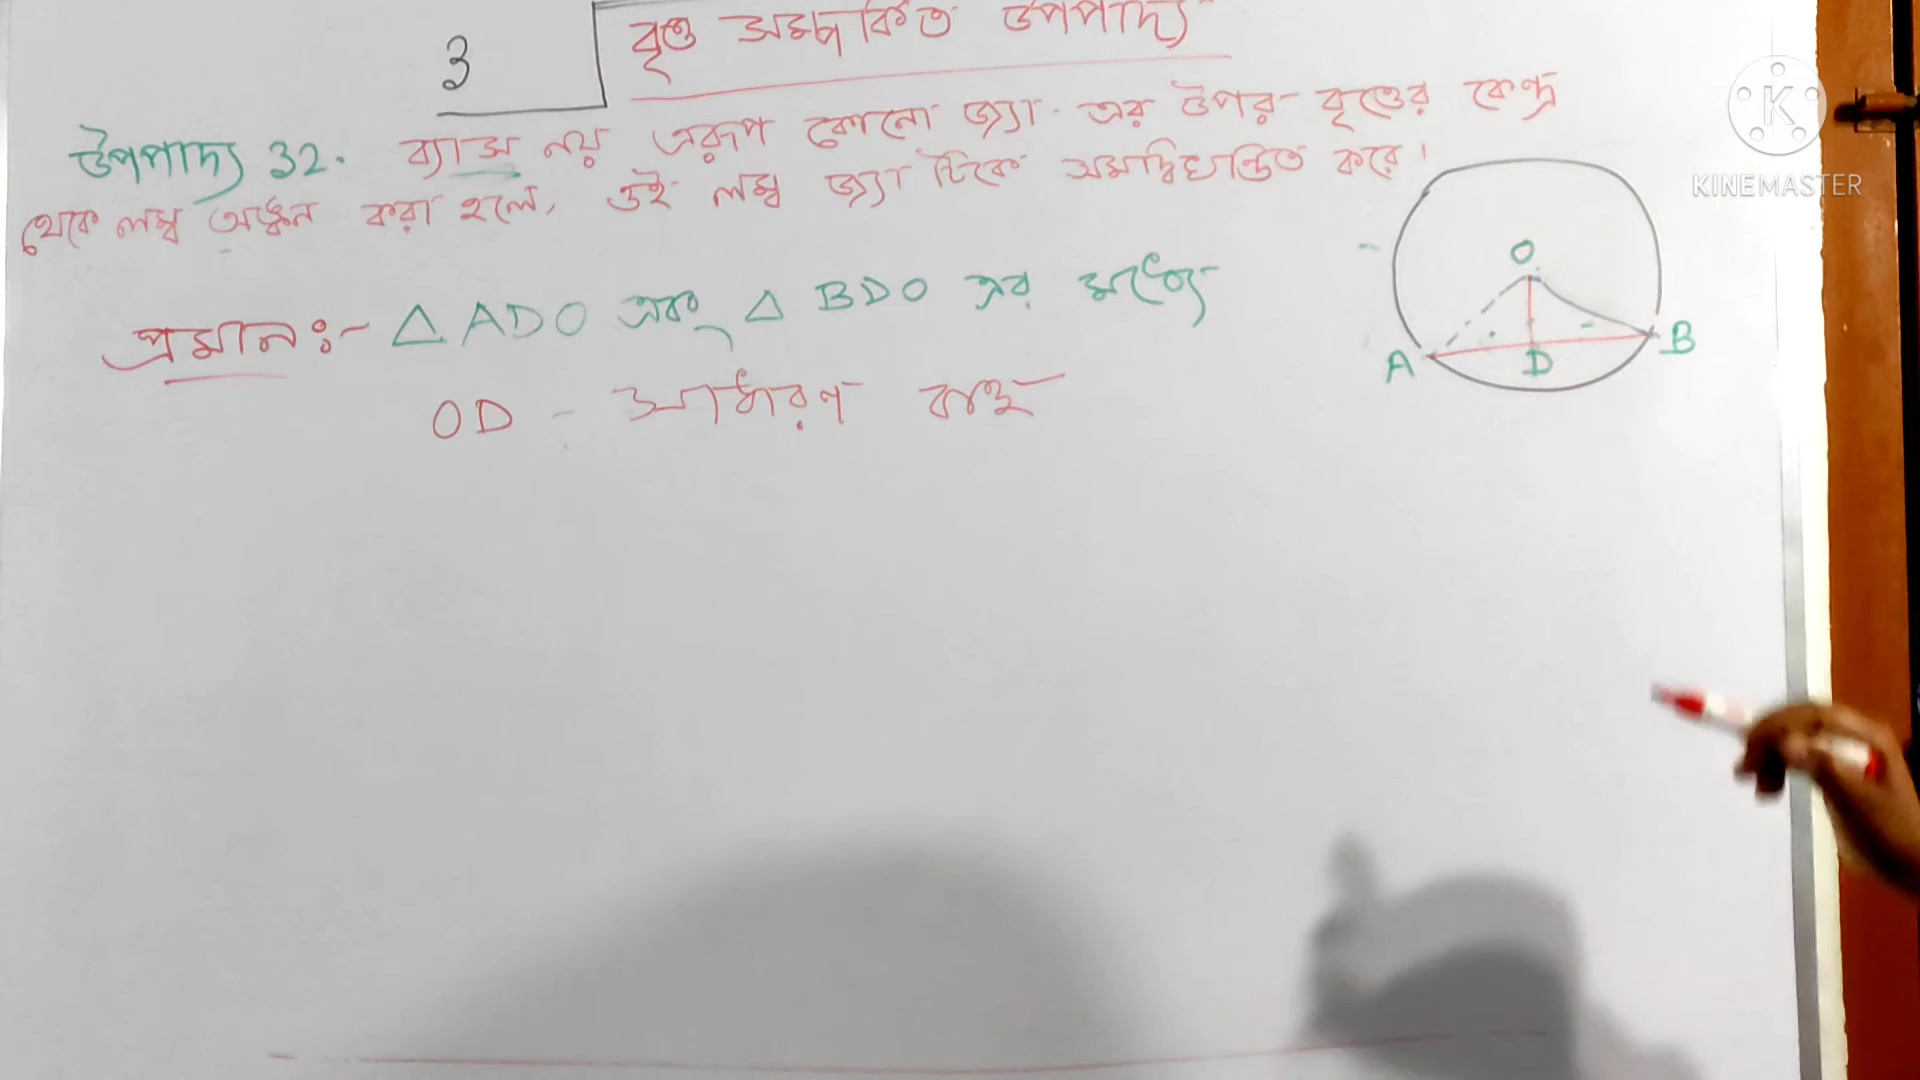 3
বৃত্ত সম্পর্কিত উপপাদ্য
উপপাদ্য 32. ব্যাস নয় এরূপ কোনো জ্যা-এর উপর বৃত্তের কেন্দ্র
থেকে লম্ব অঙ্কন করা হলে, ওই লম্ব জ্যা টিকে সমদ্বিখন্ডিত করে।
প্রমান:- △ ADO এবং △ BDO এর মধ্যে
OD - সাধারণ বাহু
O
A
D
B
K
KINEMASTER